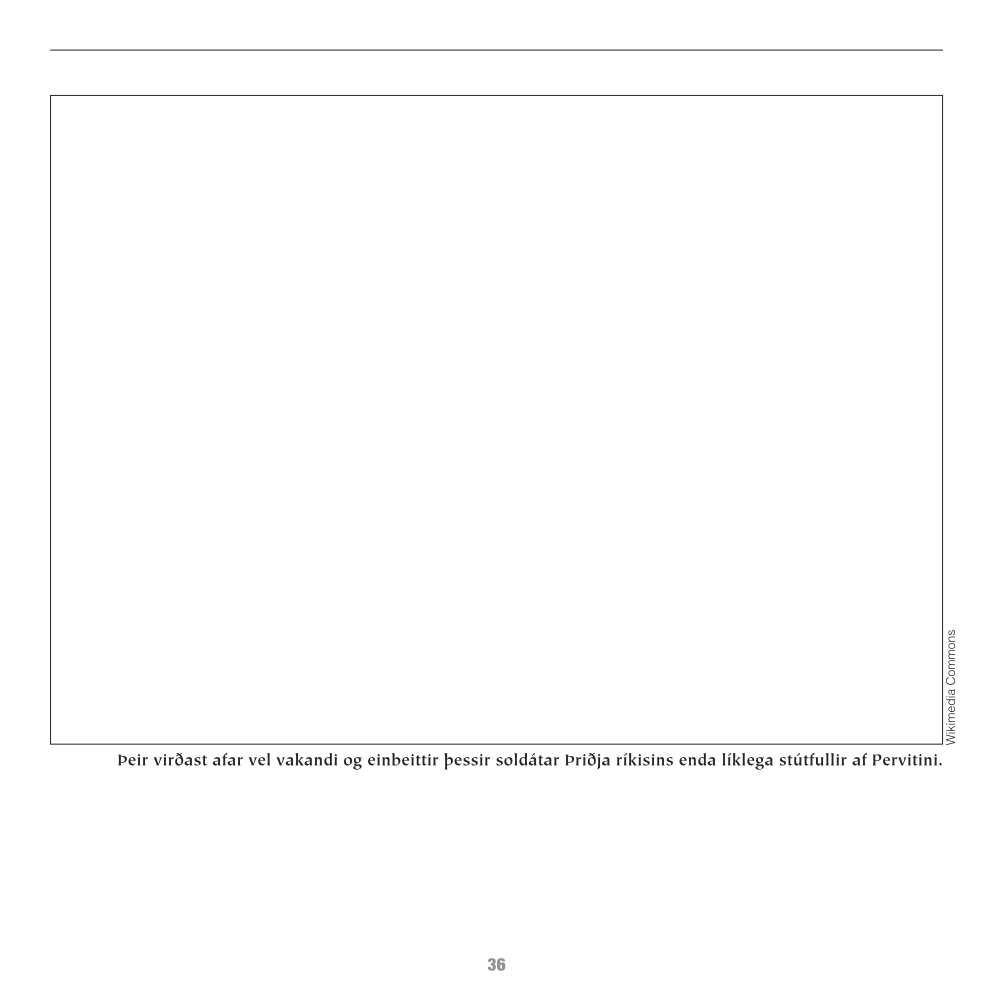 Wikimedia Commons
Þeir virðast afar vel vakandi og einbeittir þessir soldátar Þriðja ríkisins enda líklega stútfullir af Pervitini.
36